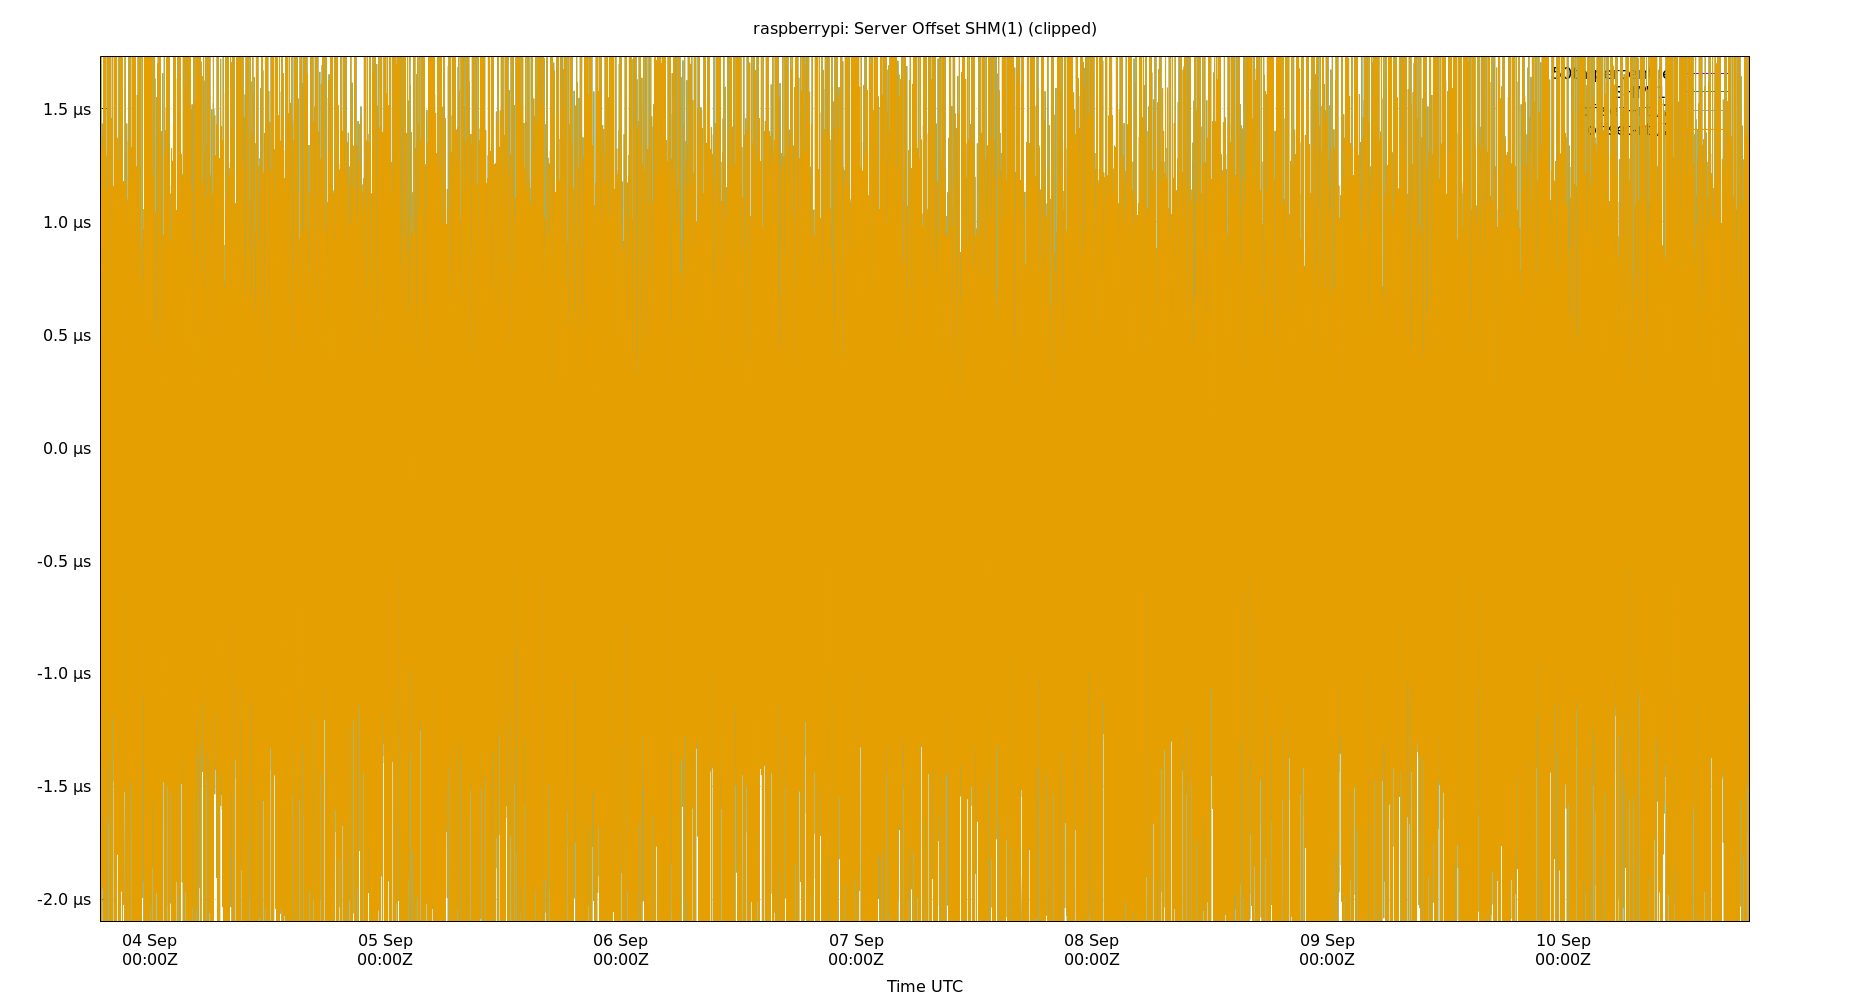 raspberrypi: Server Offset SHM(1) (clipped)
1.5 µs
1.0 µs
0.5 µs
0.0 µs
-0.5 µs
-1.0 µs
-1.5 µs
-2.0 µs
04 Sep 05 Sep 06 Sep 07 Sep 08 Sep 09 Sep 10 Sep
00:00Z 00:00Z 00:00Z 00:00Z 00:00Z 00:00Z 00:00Z
Time UTC